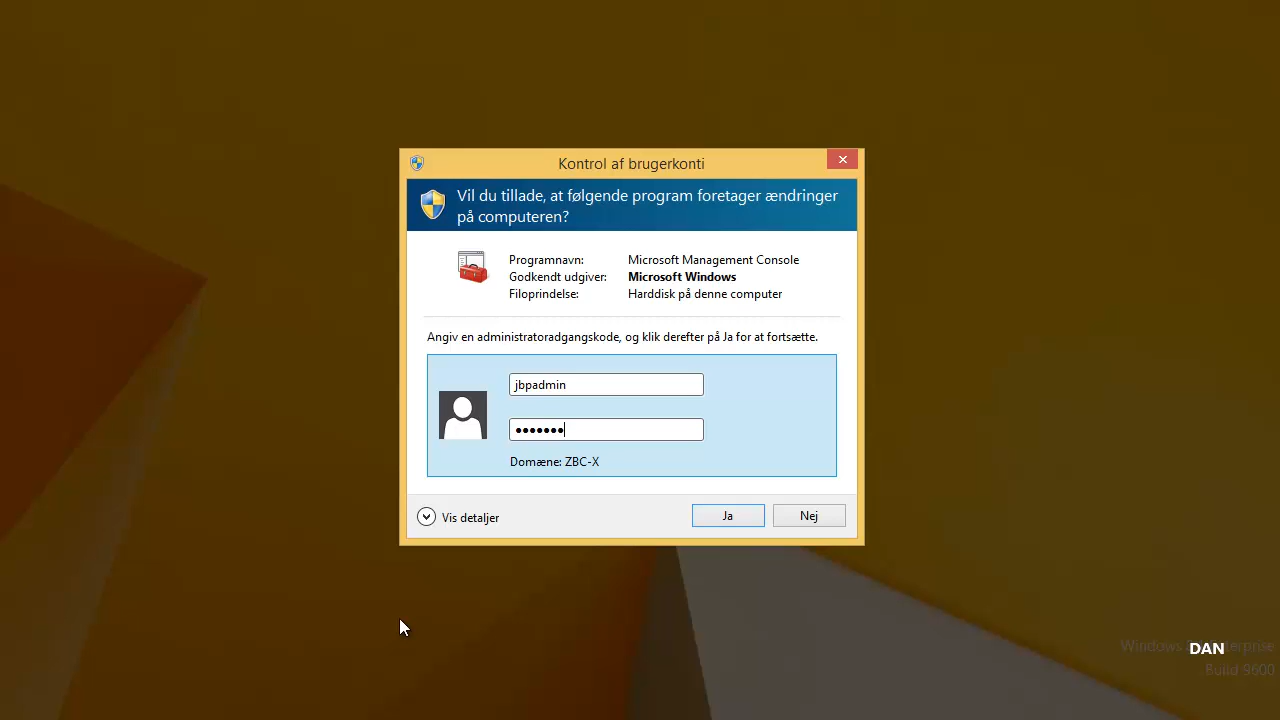 Kontrol af brugerkonti
Vil du tillade, at følgende program foretager ændringer
på computeren?
Programnavn: Microsoft Management Console
Godkendt udgiver: Microsoft Windows
Filoprindelse: Harddisk på denne computer
Angiv en administratoradgangskode, og klik derefter på Ja for at fortsætte.
jbpadmin
•••••••
Domæne: ZBC-X
Vis detaljer
Ja
Nej
Windows
DAN
Build 9600